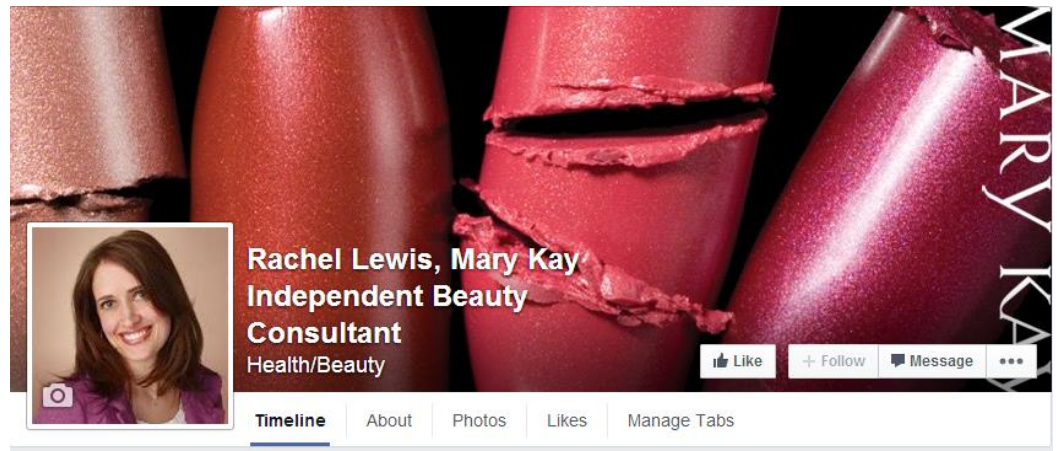 MARY KAY
Rachel Lewis, Mary Kay
Independent Beauty
Consultant
Health/Beauty
Like
+ Follow
Message
Timeline
About
Photos
Likes
Manage Tabs